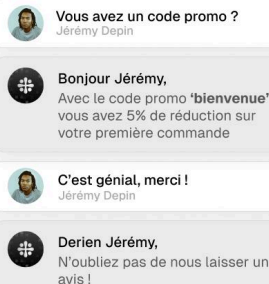 Vous avez un code promo ?
Jérémy Depin
Bonjour Jérémy,
Avec le code promo ‘bienvenue’
vous avez 5% de réduction sur
votre première commande
C'est génial, merci !
Jérémy Depin
Derien Jérémy,
N'oubliez pas de nous laisser un
avis !